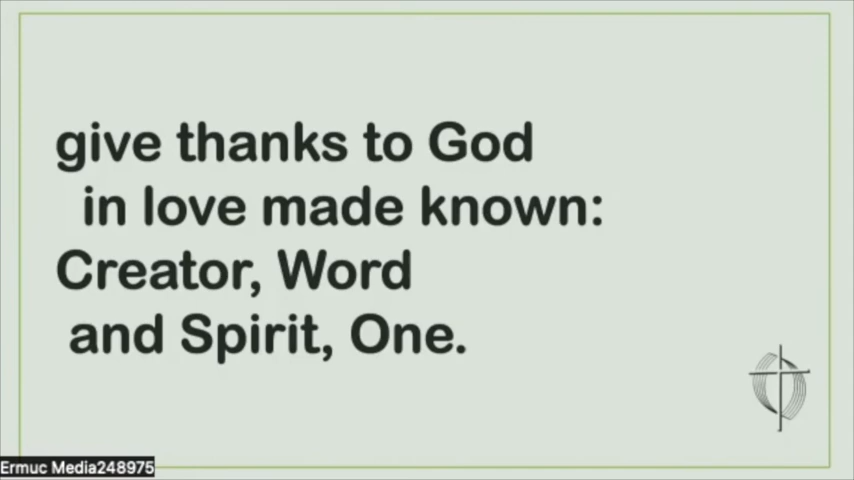 give thanks to God
in love made known:
Creator, Word
and Spirit, One.
Ermuc Media248975